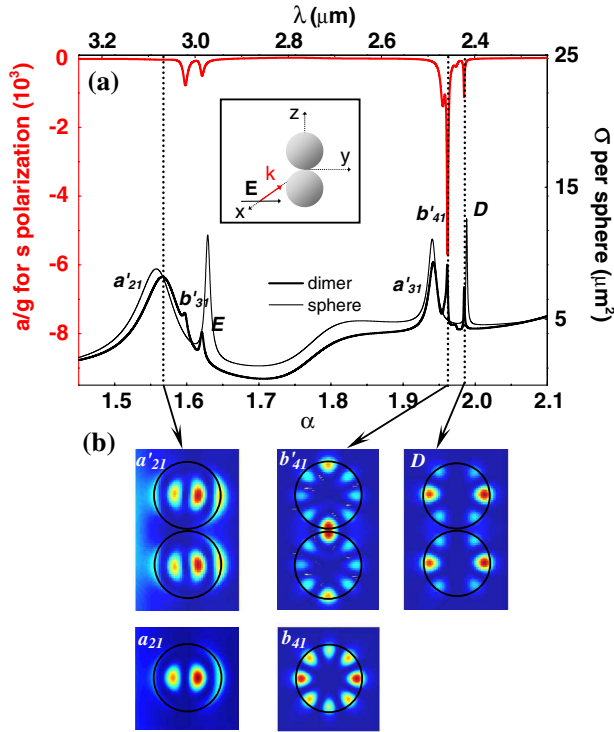 λ (μm)
3.2 3.0 2.8 2.6 2.4
a/g for s polarization (10³)
0
-2
-4
-6
-8
(a)
z
y
k
E
x
a'₂₁
b'₃₁
E
a'₃₁
b'₄₁
D
dimer
sphere
25
15
5
σ per sphere (μm²)
1.5 1.6 1.7 1.8 1.9 2.0 2.1
α
(b)
a'₂₁
b'₄₁
D
a₂₁
b₄₁